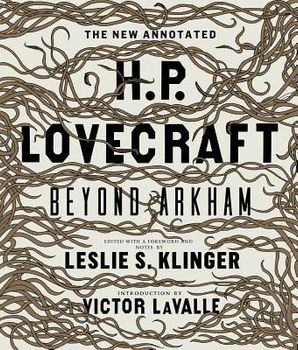 THE NEW ANNOTATED
H.P.
LOVECRAFT
BEYOND ARKHAM
EDITED WITH A FOREWORD AND
NOTES BY
LESLIE S. KLINGER
INTRODUCTION BY
VICTOR LAVALLE